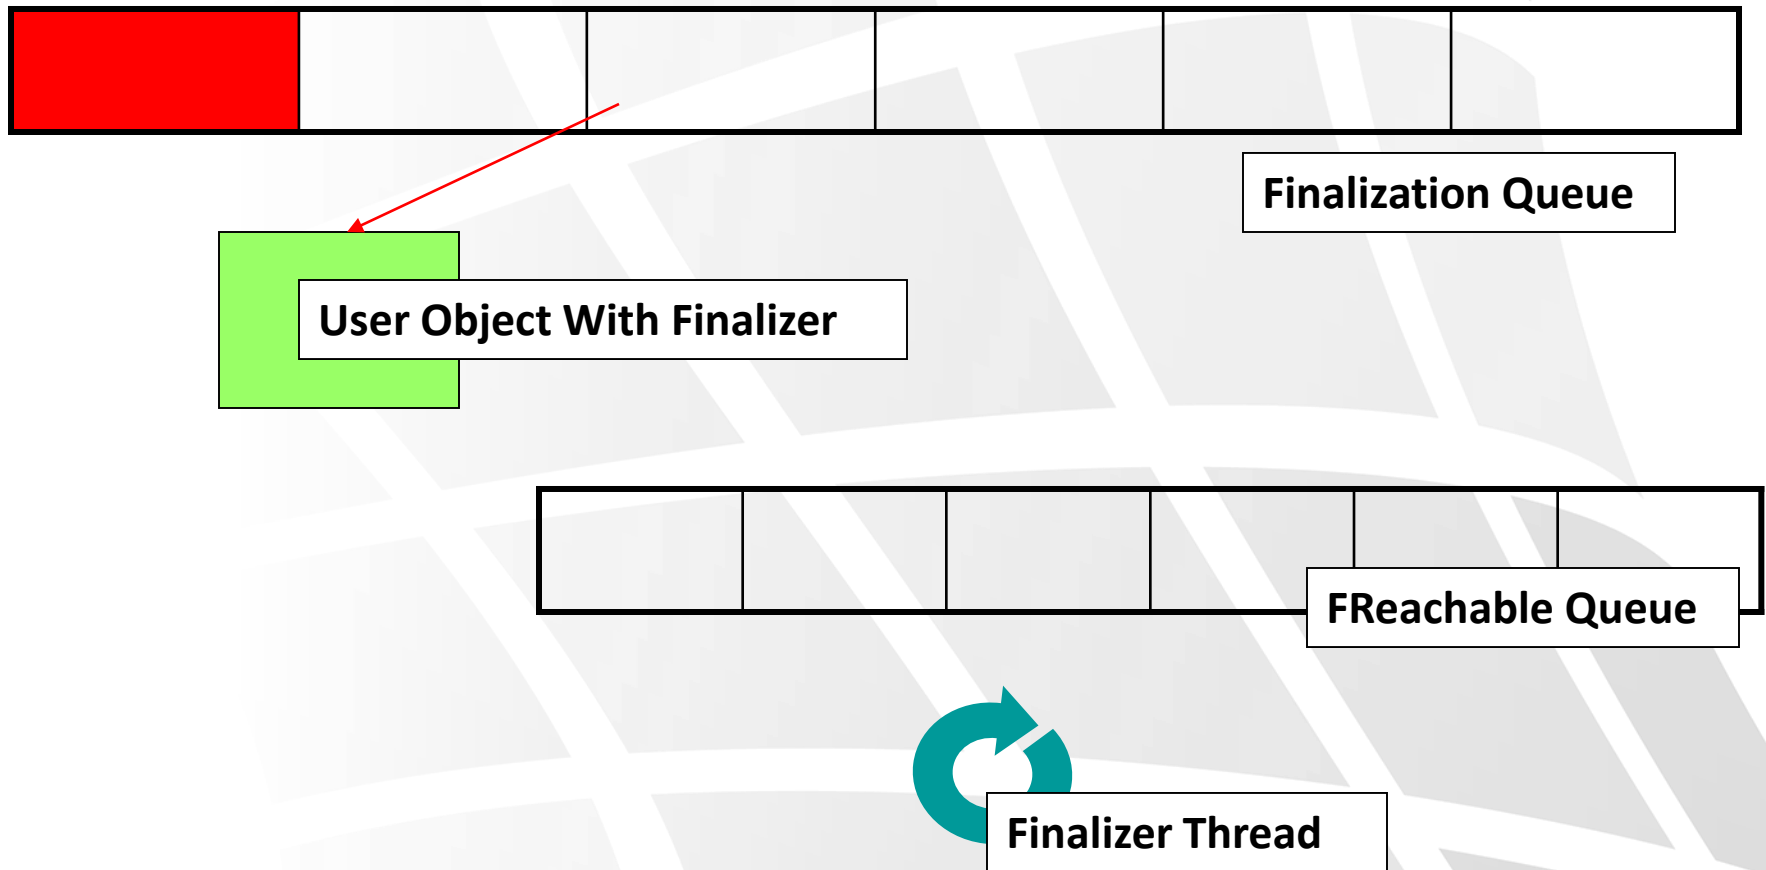 Finalization Queue
User Object With Finalizer
FReachable Queue
Finalizer Thread